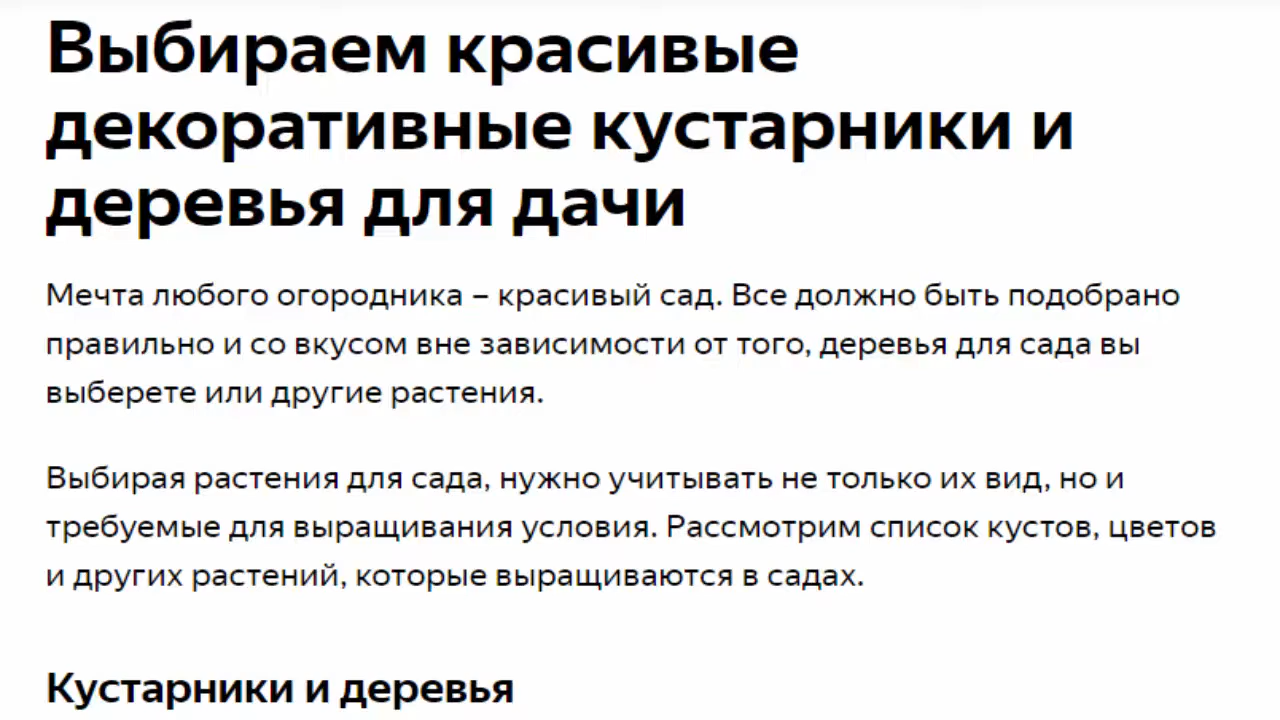 Выбираем красивые
декоративные кустарники и
деревья для дачи
Мечта любого огородника – красивый сад. Все должно быть подобрано
правильно и со вкусом вне зависимости от того, деревья для сада вы
выберете или другие растения.
Выбирая растения для сада, нужно учитывать не только их вид, но и
требуемые для выращивания условия. Рассмотрим список кустов, цветов
и других растений, которые выращиваются в садах.
Кустарники и деревья